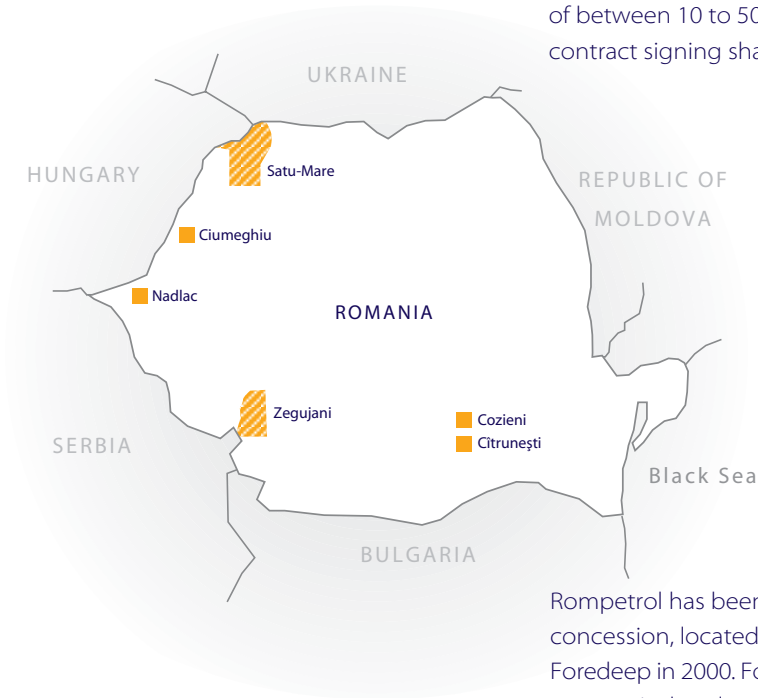 of between 10 to 50
contract signing sha
UKRAINE
HUNGARY
Satu-Mare
REPUBLIC OF
MOLDOVA
Ciumeghiu
Nadlac
ROMANIA
Zegujani
Cozieni
Cîtrunești
SERBIA
Black Sea
BULGARIA
Rompetrol has been
concession, located
Foredeep in 2000. Fo